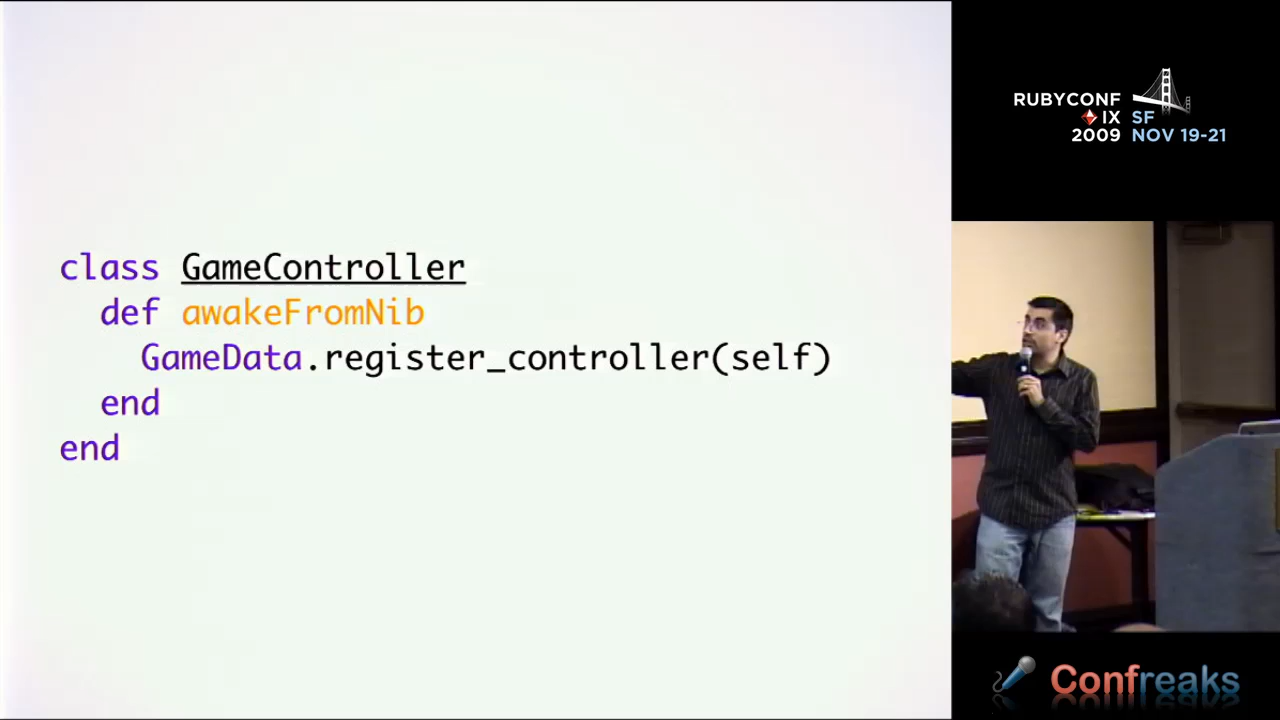 class GameController
  def awakeFromNib
    GameData.register_controller(self)
  end
end
RUBYCONF
IX SF
2009 NOV 19-21
Confreaks